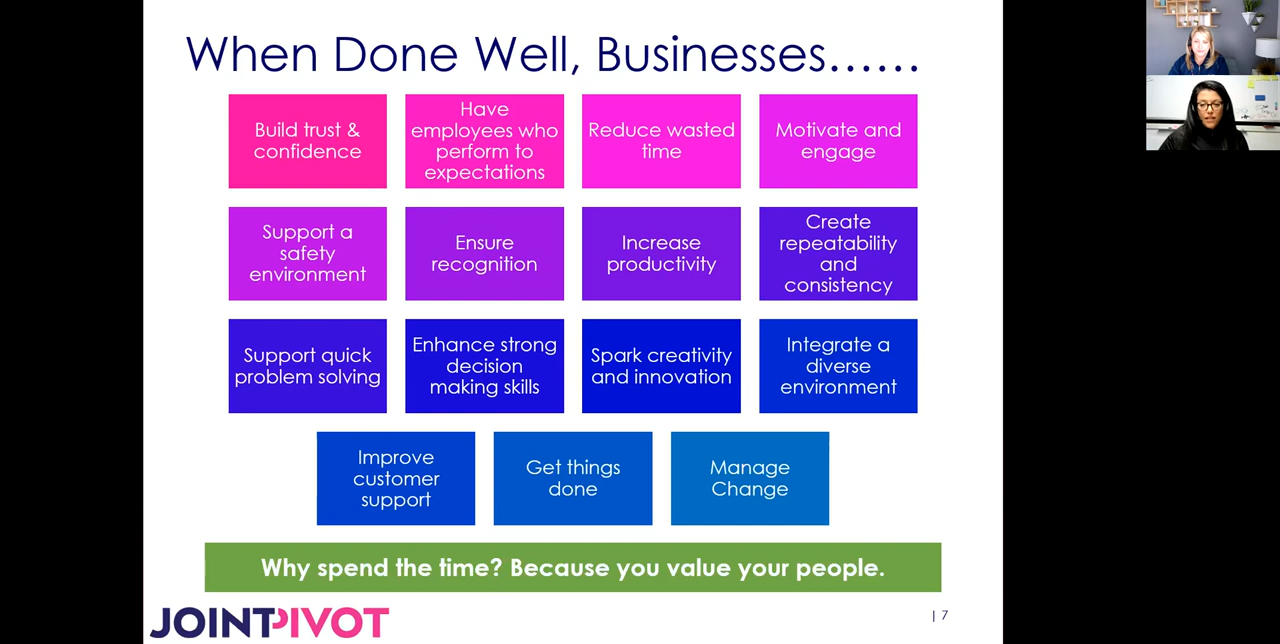 When Done Well, Businesses......
Build trust &
confidence
Have
employees who
perform to
expectations
Reduce wasted
time
Motivate and
engage
Support a
safety
environment
Ensure
recognition
Increase
productivity
Create
repeatability
and
consistency
Support quick
problem solving
Enhance strong
decision
making skills
Spark creativity
and innovation
Integrate a
diverse
environment
Improve
customer
support
Get things
done
Manage
Change
Why spend the time? Because you value your people.
JOINTPIVOT
| 7